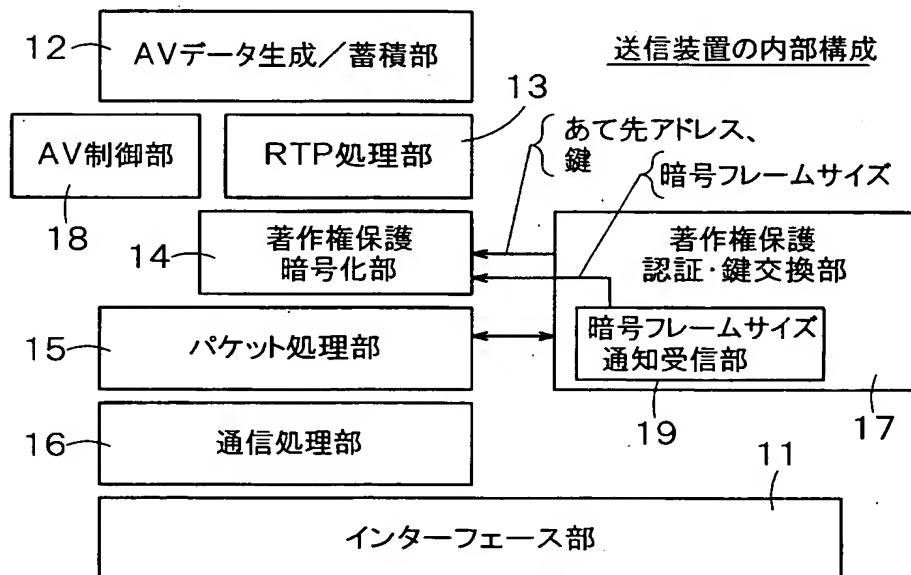 12
AVデータ生成／蓄積部
送信装置の内部構成
13
AV制御部
RTP処理部
あて先アドレス、
鍵
暗号フレームサイズ
18
14
著作権保護
暗号化部
著作権保護
認証・鍵交換部
15
パケット処理部
暗号フレームサイズ
通知受信部
16
通信処理部
19
17
11
インターフェース部